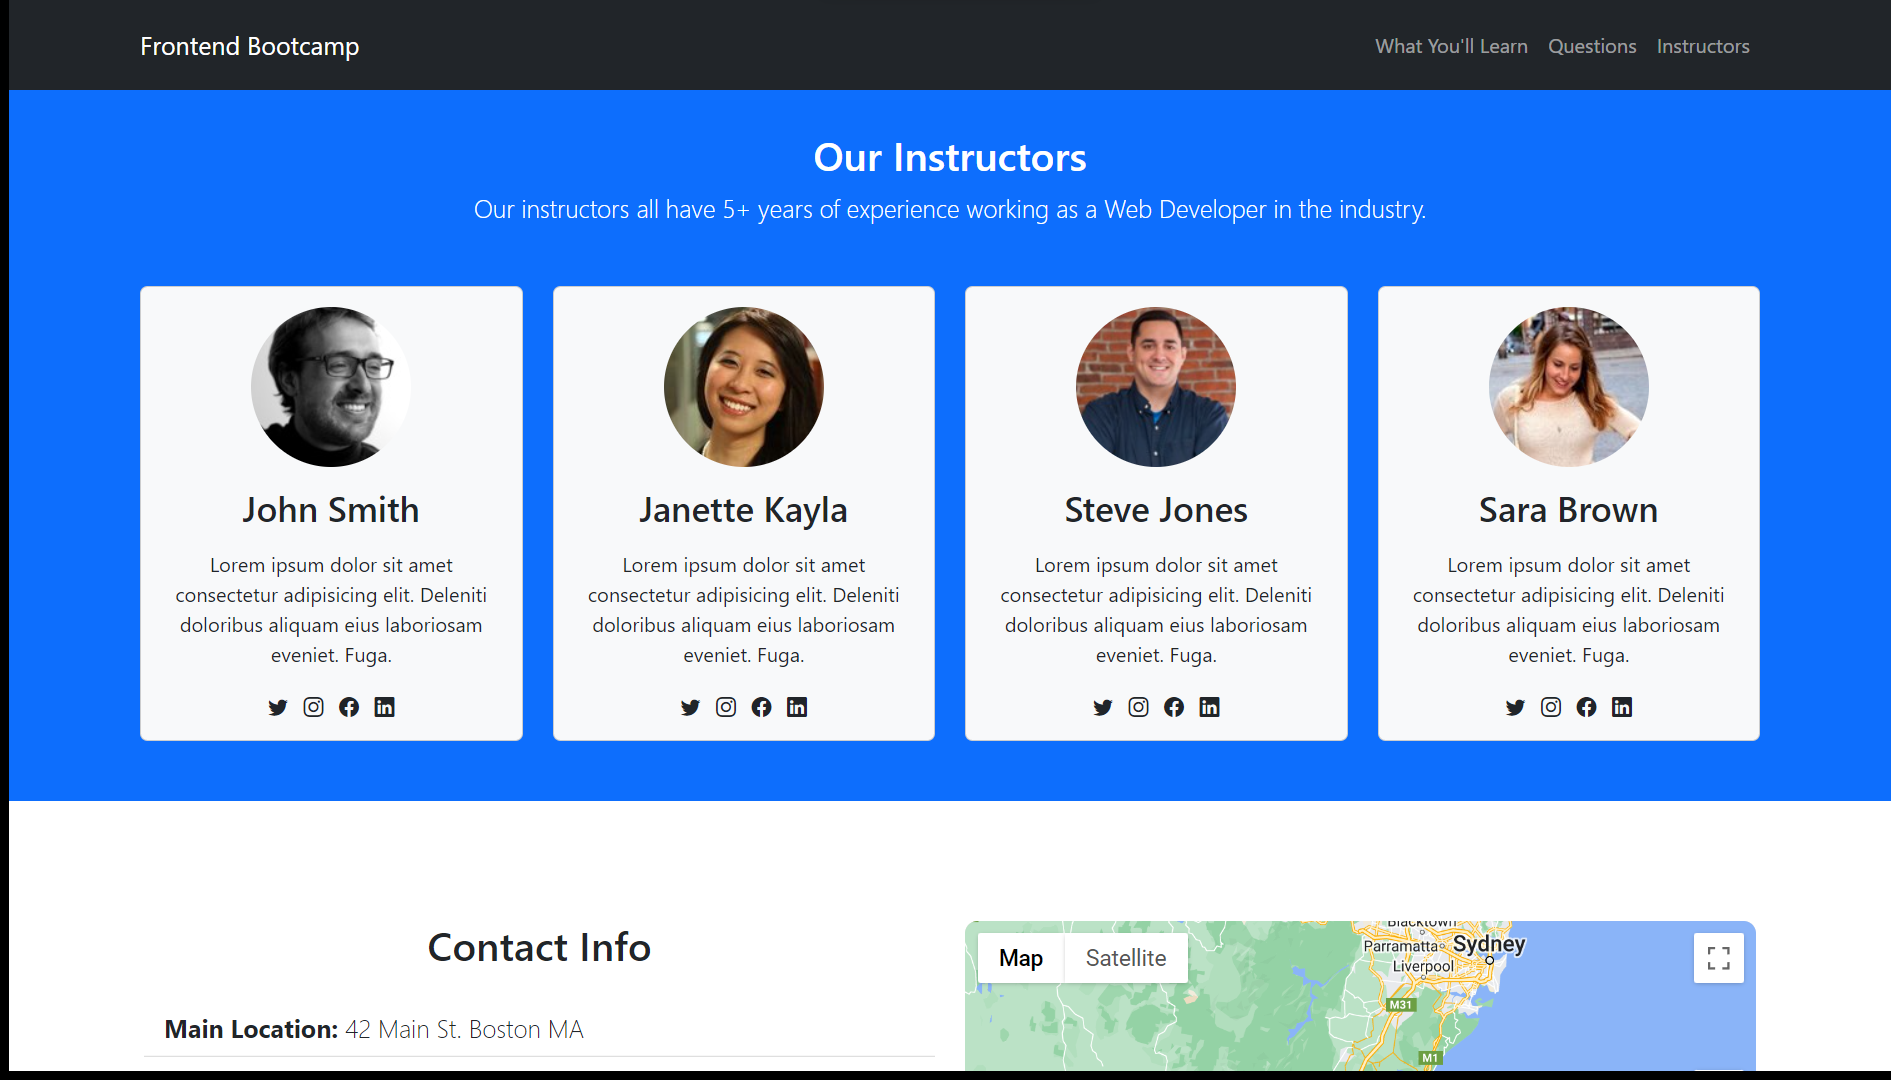 Frontend Bootcamp
What You'll Learn Questions Instructors
Our Instructors
Our instructors all have 5+ years of experience working as a Web Developer in the industry.
John Smith
Lorem ipsum dolor sit amet
consectetur adipisicing elit. Deleniti
doloribus aliquam eius laboriosam
eveniet. Fuga.
Janette Kayla
Lorem ipsum dolor sit amet
consectetur adipisicing elit. Deleniti
doloribus aliquam eius laboriosam
eveniet. Fuga.
Steve Jones
Lorem ipsum dolor sit amet
consectetur adipisicing elit. Deleniti
doloribus aliquam eius laboriosam
eveniet. Fuga.
Sara Brown
Lorem ipsum dolor sit amet
consectetur adipisicing elit. Deleniti
doloribus aliquam eius laboriosam
eveniet. Fuga.
Contact Info
Main Location: 42 Main St. Boston MA
Map Satellite
Blacktown
Parramatta
Sydney
Liverpool
M31
M1